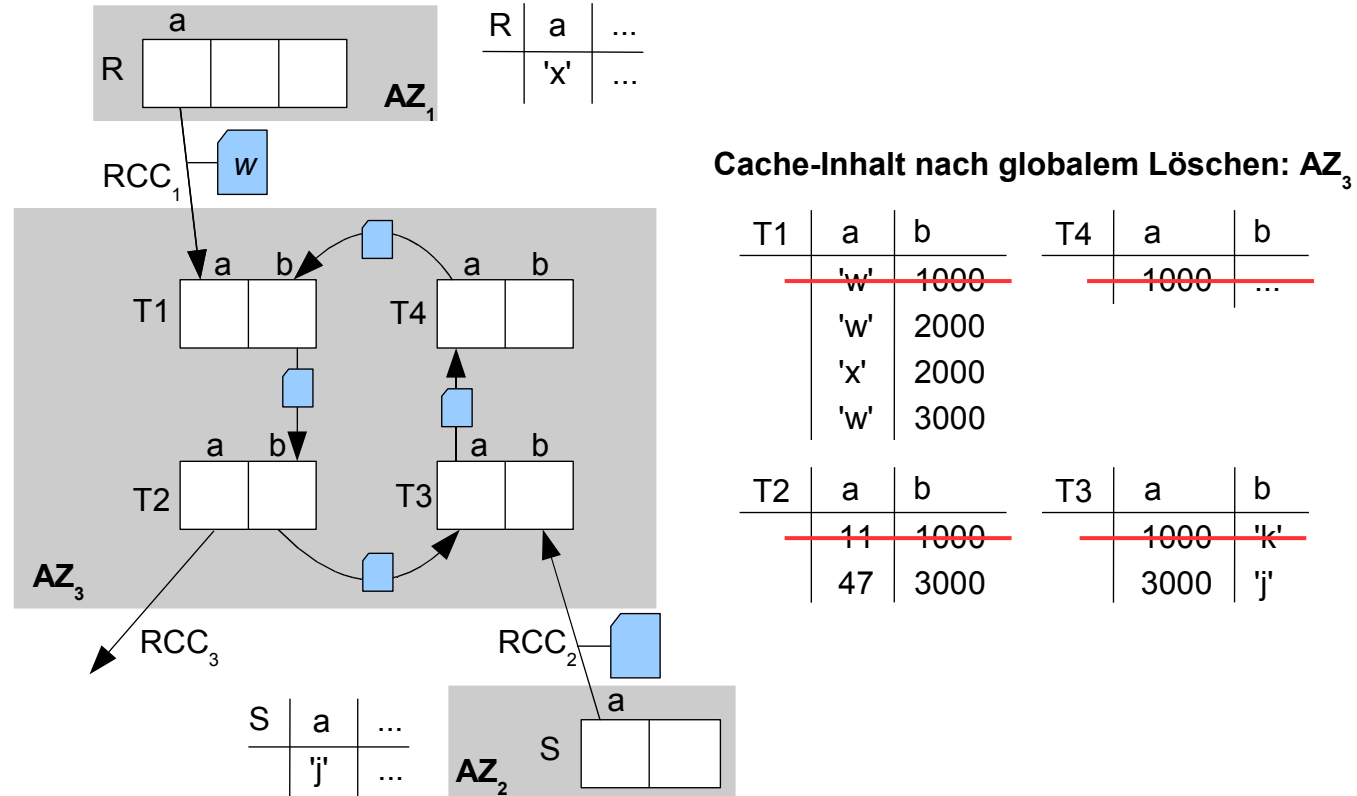 a
R
AZ1
R a ...
'x' ...
RCC1
w
Cache-Inhalt nach globalem Löschen: AZ3
a b
T1
a b
T4
a b
T2
a b
T3
AZ3
T1 a b
'w' 1000
'w' 2000
'x' 2000
'w' 3000
T4 a b
1000 ...
T2 a b
11 1000
47 3000
T3 a b
1000 'k'
3000 'j'
RCC3
RCC2
S a ...
'j' ...
a
S
AZ2